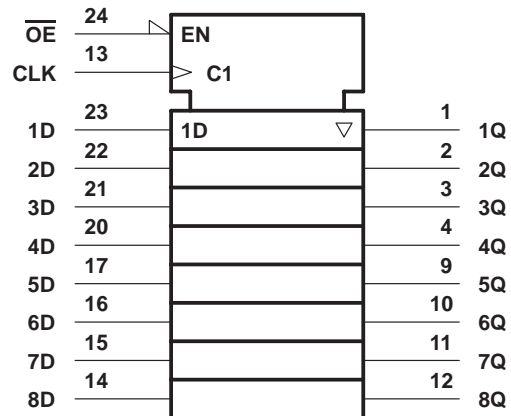 OE 24 EN
CLK 13 C1
1D 23 1D 1 1Q
2D 22 2 2Q
3D 21 3 3Q
4D 20 4 4Q
5D 17 9 5Q
6D 16 10 6Q
7D 15 11 7Q
8D 14 12 8Q